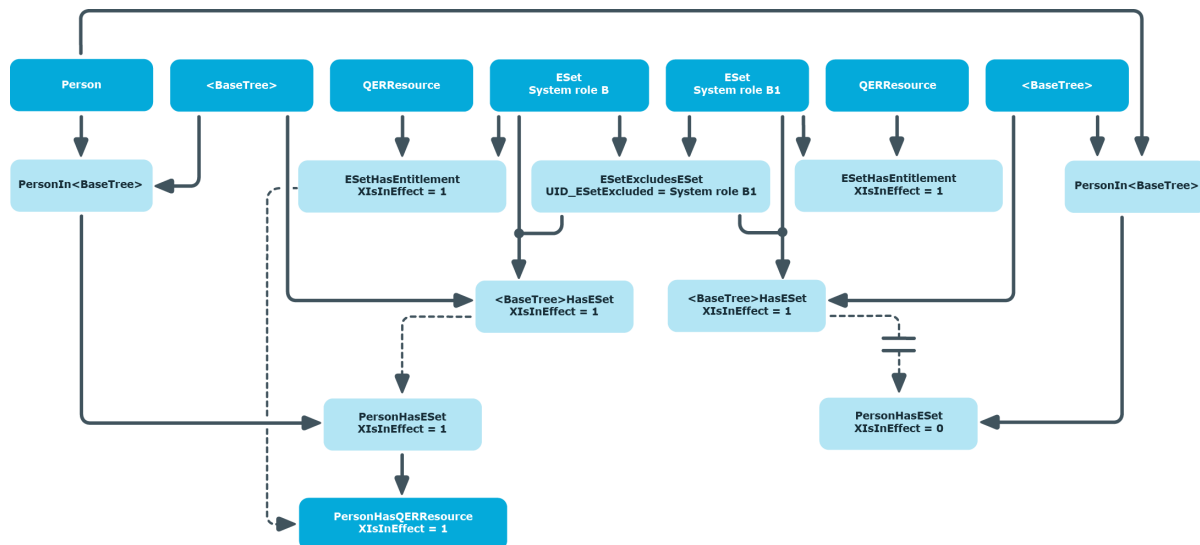 Person
<BaseTree>
QERResource
ESet
System role B
ESet
System role B1
QERResource
<BaseTree>
PersonIn<BaseTree>
ESetHasEntitlement
XIsInEffect = 1
ESetExcludesESet
UID_ESetExcluded = System role B1
ESetHasEntitlement
XIsInEffect = 1
PersonIn<BaseTree>
<BaseTree>HasESet
XIsInEffect = 1
<BaseTree>HasESet
XIsInEffect = 1
PersonHasESet
XIsInEffect = 1
PersonHasESet
XIsInEffect = 0
PersonHasQERResource
XIsInEffect = 1